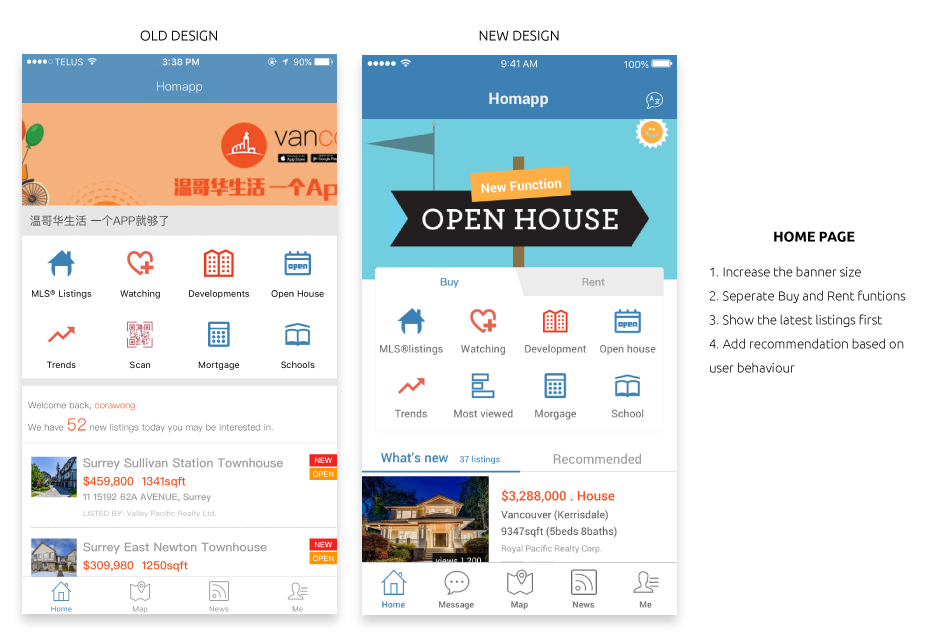 OLD DESIGN
TELUS 3:38 PM 90%
Homapp
vanco
App Store Google Play
温哥华生活 一个Ap
温哥华生活 一个APP就够了
MLS® Listings Watching Developments Open House
open
Trends Scan Mortgage Schools
Welcome back, corawong
We have 52 new listings today you may be interested in.
Surrey Sullivan Station Townhouse NEW
$459,800 1341sqft OPEN
11 15192 62A AVENUE, Surrey
LISTED BY: Valley Pacific Realty Ltd.
Surrey East Newton Townhouse NEW
$309,980 1250sqft OPEN
Home Map News Me
NEW DESIGN
9:41 AM 100%
Homapp
New Function
OPEN HOUSE
Buy Rent
open
MLS®listings Watching Development Open house
Trends Most viewed Morgage School
What's new 37 listings Recommended
$3,288,000 . House
Vancouver (Kerrisdale)
9347sqft (5beds 8baths)
Royal Pacific Realty Corp.
views 1,200
Home Message Map News Me
HOME PAGE
1. Increase the banner size
2. Seperate Buy and Rent funtions
3. Show the latest listings first
4. Add recommendation based on
user behaviour